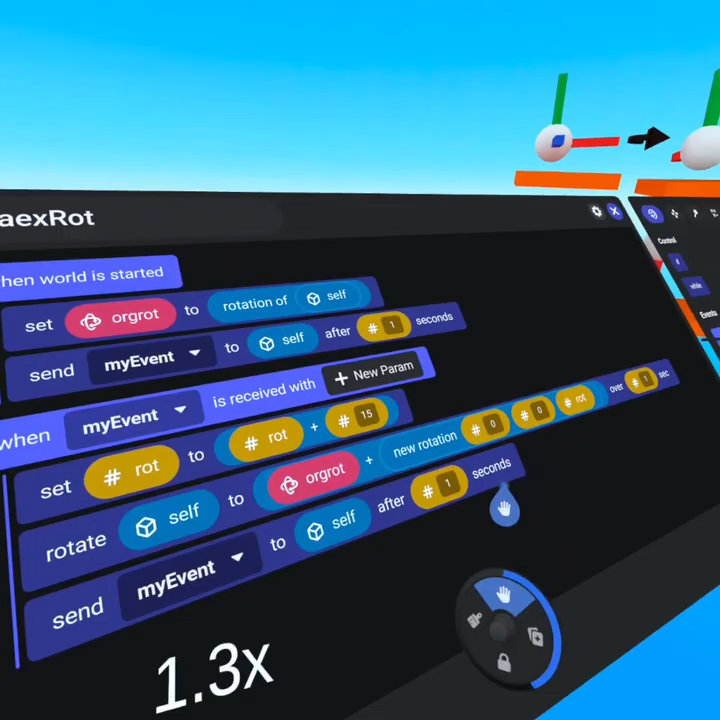 aexRot
hen world is started
set orgrot to rotation of self
send myEvent to self after # 1 seconds
when myEvent is received with + New Param
set # rot to # rot + # 15
rotate self to orgrot + new rotation # 0 # 0 # rot over # 1 sec
send myEvent to self after # 1 seconds
1.3x
Control
if
while
Events